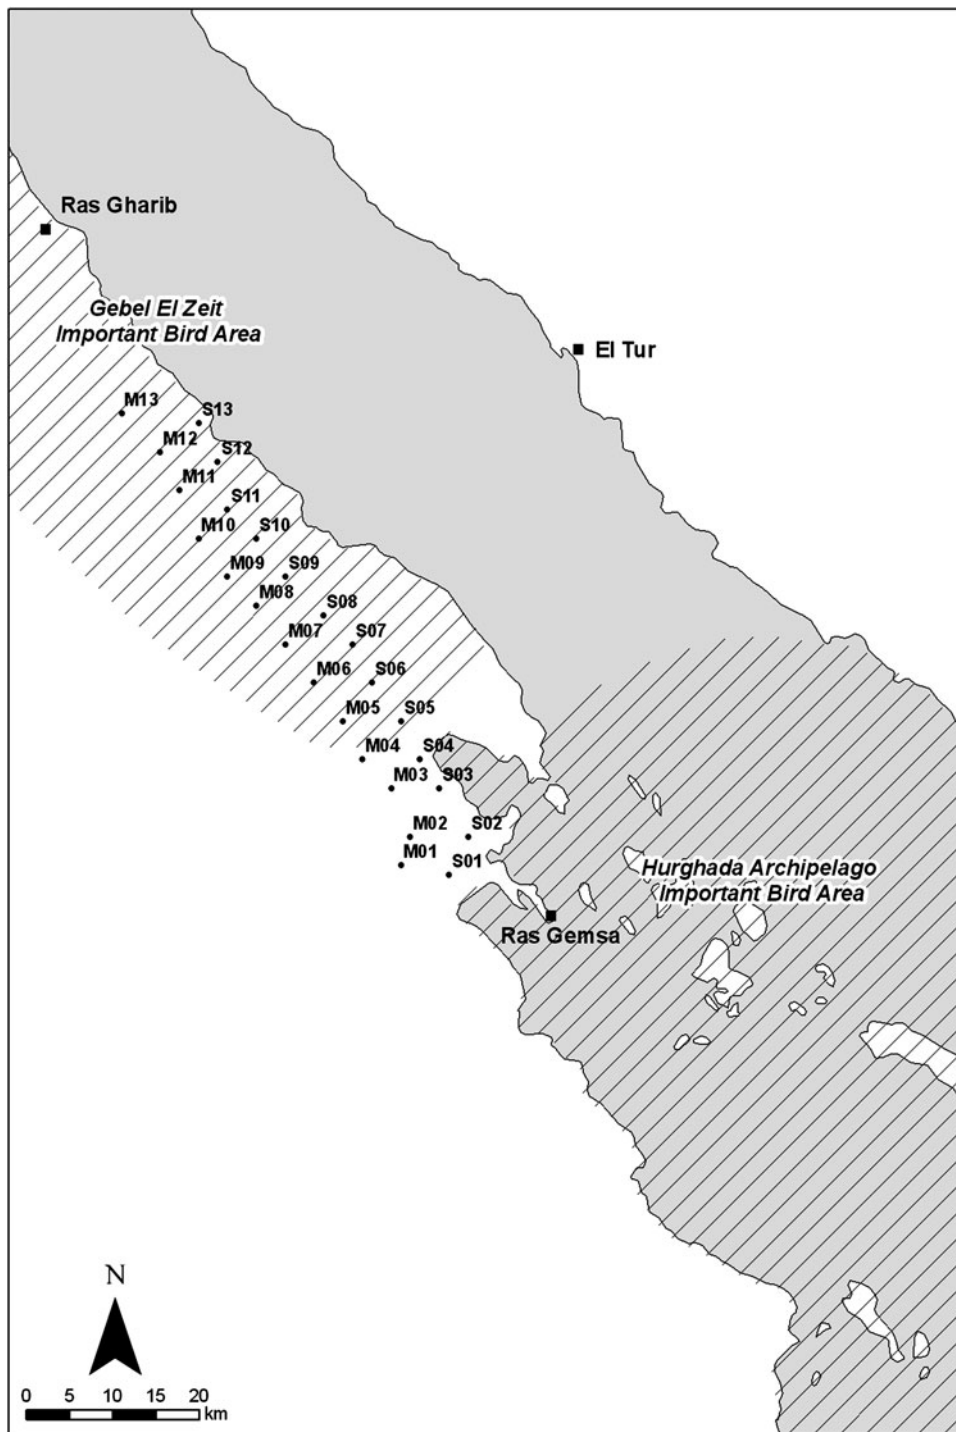 Ras Gharib
Gebel El Zeit
Important Bird Area
El Tur
M13
S13
M12
S12
M11
S11
M10
S10
M09
S09
M08
S08
M07
S07
M06
S06
M05
S05
M04
S04
M03
S03
M02
S02
M01
S01
Hurghada Archipelago
Important Bird Area
Ras Gemsa
N
0 5 10 15 20
km